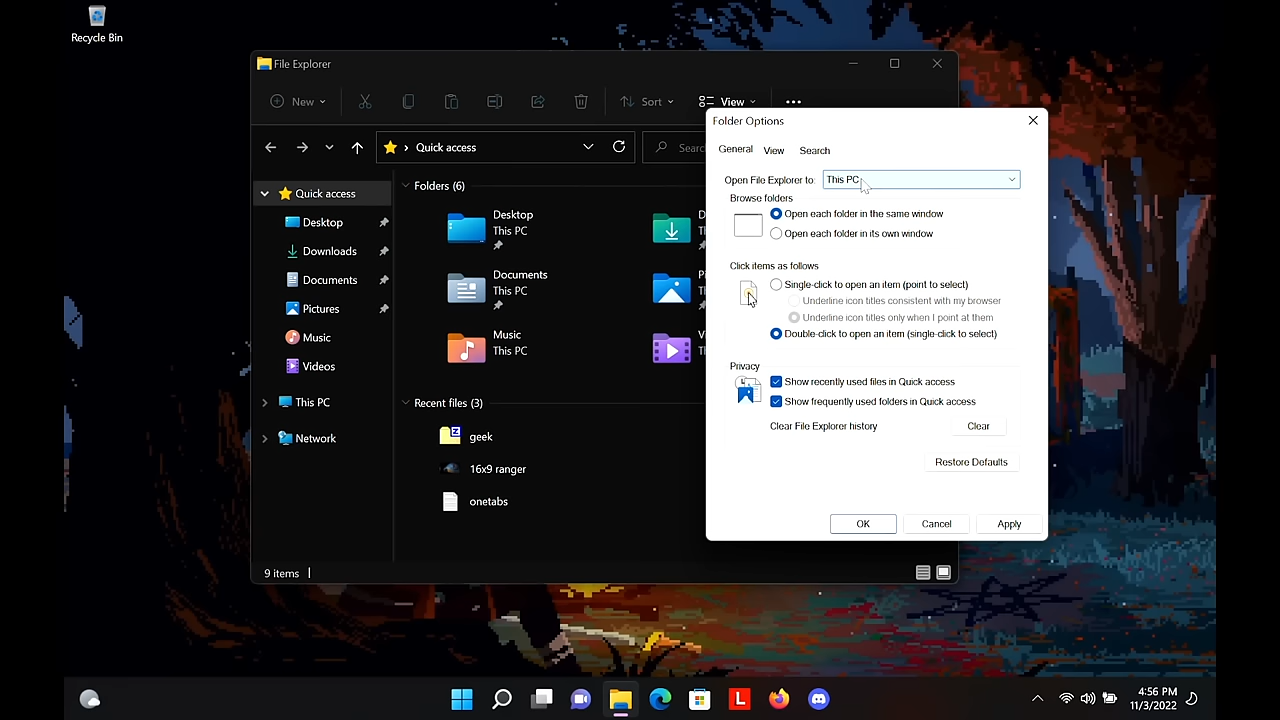 Recycle Bin
File Explorer
New
Sort
View
Quick access
Sear
Quick access
Desktop
Downloads
Documents
Pictures
Music
Videos
This PC
Network
Folders (6)
Desktop
This PC
Documents
This PC
Music
This PC
Recent files (3)
geek
16x9 ranger
onetabs
9 items
Folder Options
General
View
Search
Open File Explorer to:
This PC
Browse folders
Open each folder in the same window
Open each folder in its own window
Click items as follows
Single-click to open an item (point to select)
Underline icon titles consistent with my browser
Underline icon titles only when I point at them
Double-click to open an item (single-click to select)
Privacy
Show recently used files in Quick access
Show frequently used folders in Quick access
Clear File Explorer history
Clear
Restore Defaults
OK
Cancel
Apply
L
4:56 PM
11/3/2022